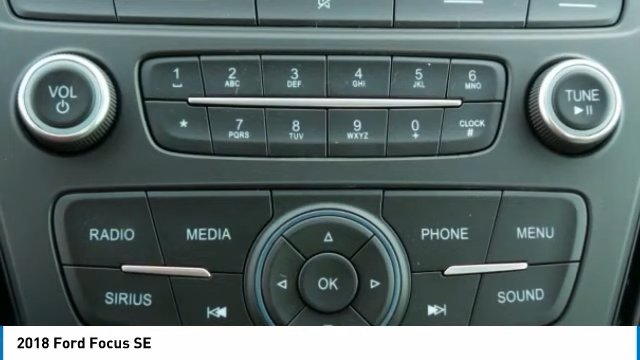 VOL
1 2 3 4 5 6
ABC DEF GHI JKL MNO
TUNE
* 7 8 9 0 CLOCK
PQRS TUV WXYZ + #
RADIO MEDIA PHONE MENU
OK
SIRIUS SOUND
2018 Ford Focus SE